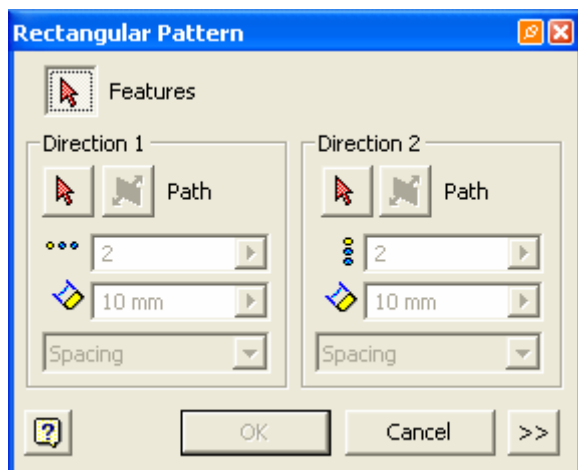 Rectangular Pattern
Features
Direction 1
Direction 2
Path
Path
2
2
10 mm
10 mm
Spacing
Spacing
?
OK
Cancel
>>